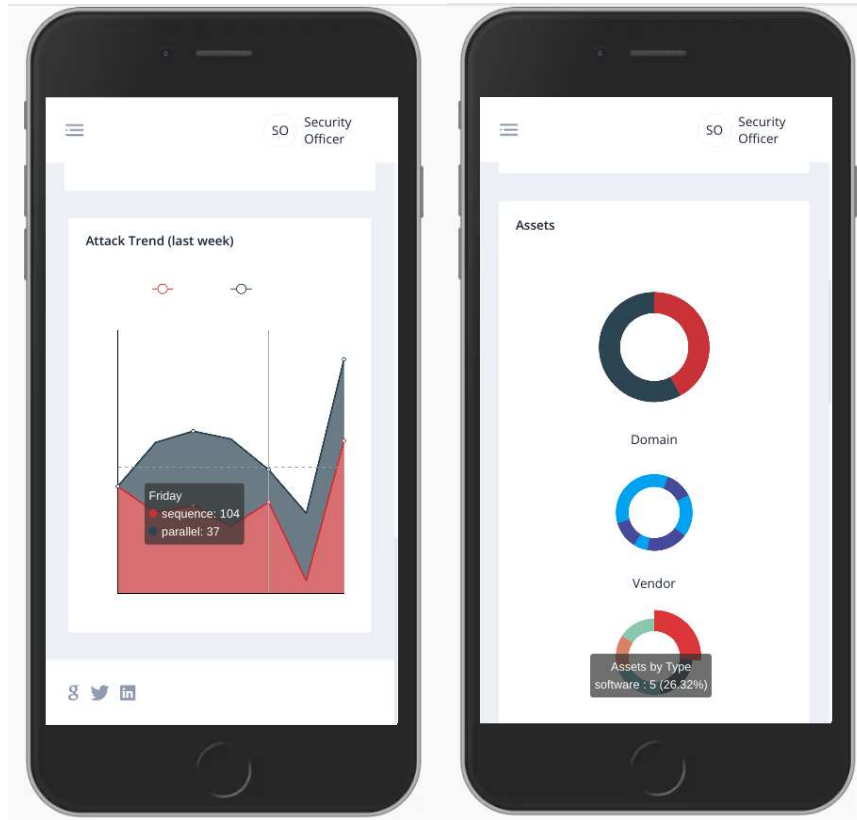 SO
Security
Officer
Attack Trend (last week)
Friday
sequence: 104
parallel: 37
SO
Security
Officer
Assets
Domain
Vendor
Assets by Type
software : 5 (26.32%)